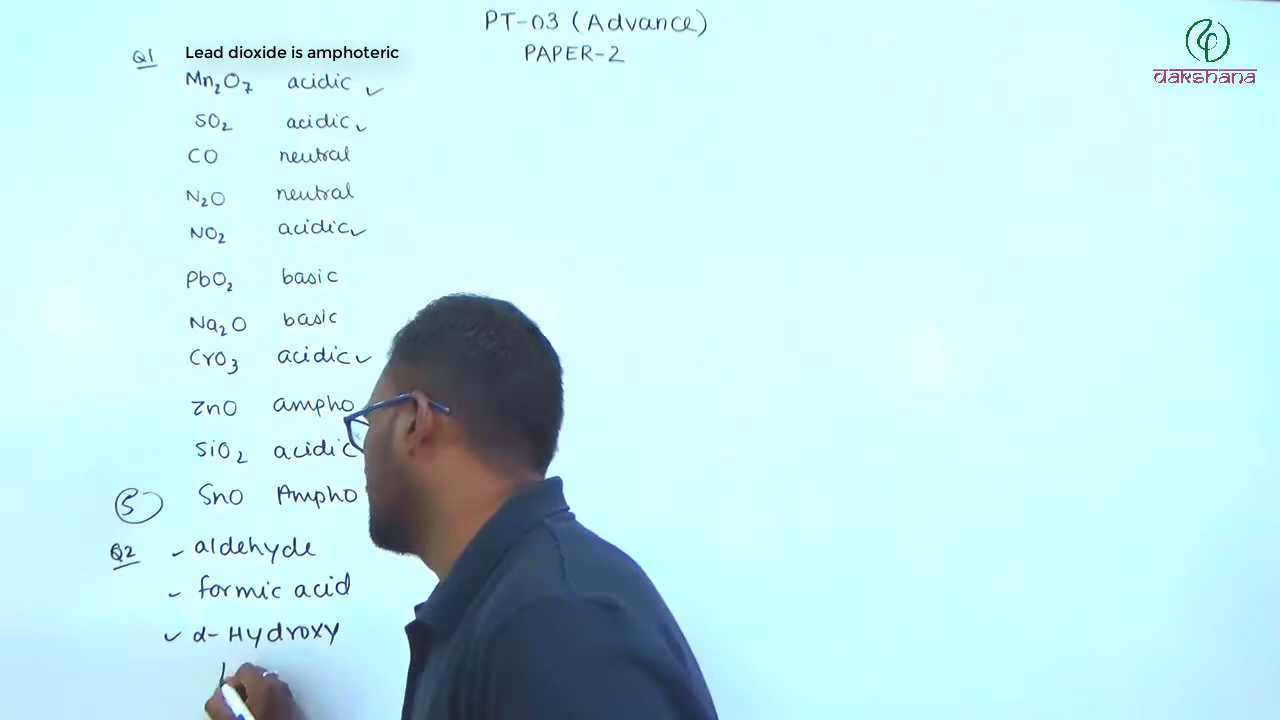 PT-03 (Advance)
PAPER-2
dakshana
Q1 Lead dioxide is amphoteric
Mn₂O₇ acidic ✓
SO₂ acidic ✓
CO neutral
N₂O neutral
NO₂ acidic ✓
PbO₂ basic
Na₂O basic
CrO₃ acidic ✓
ZnO ampho
SiO₂ acidic
5 SnO Ampho
Q2 ✓ aldehyde
✓ formic acid
✓ α-Hydroxy